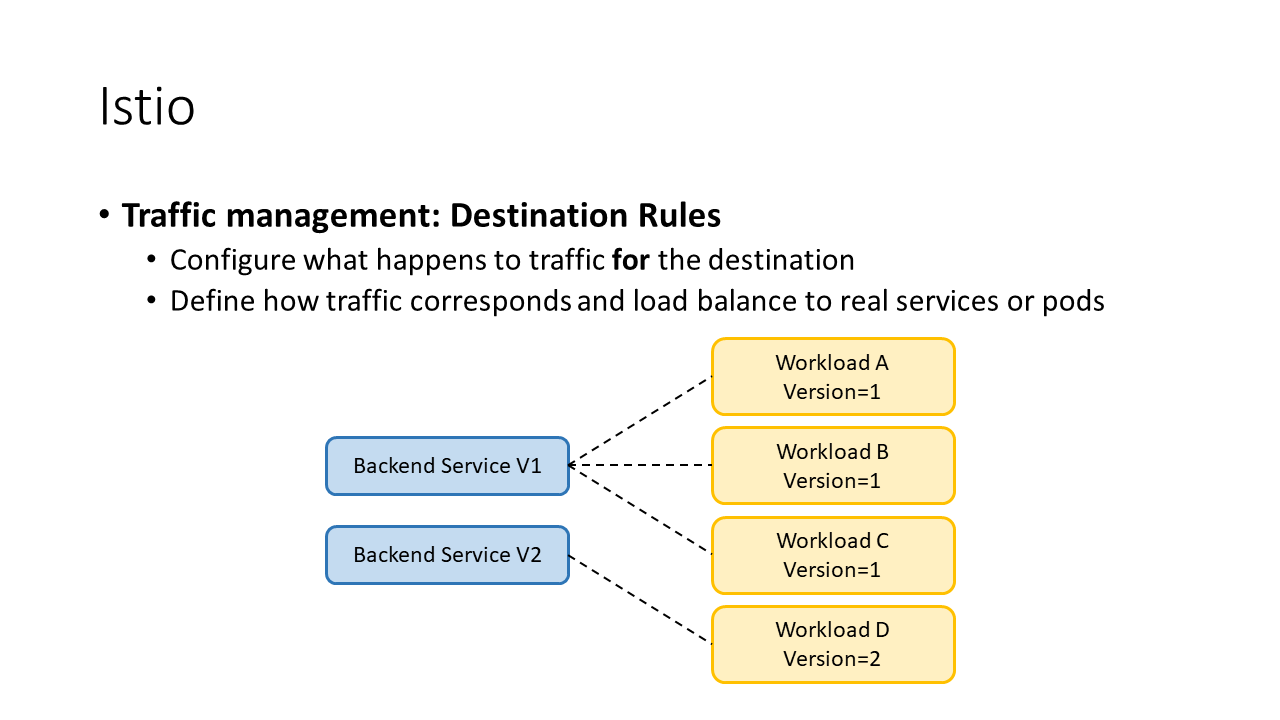 Istio
• Traffic management: Destination Rules
• Configure what happens to traffic for the destination
• Define how traffic corresponds and load balance to real services or pods
Workload A
Version=1
Backend Service V1
Workload B
Version=1
Backend Service V2
Workload C
Version=1
Workload D
Version=2